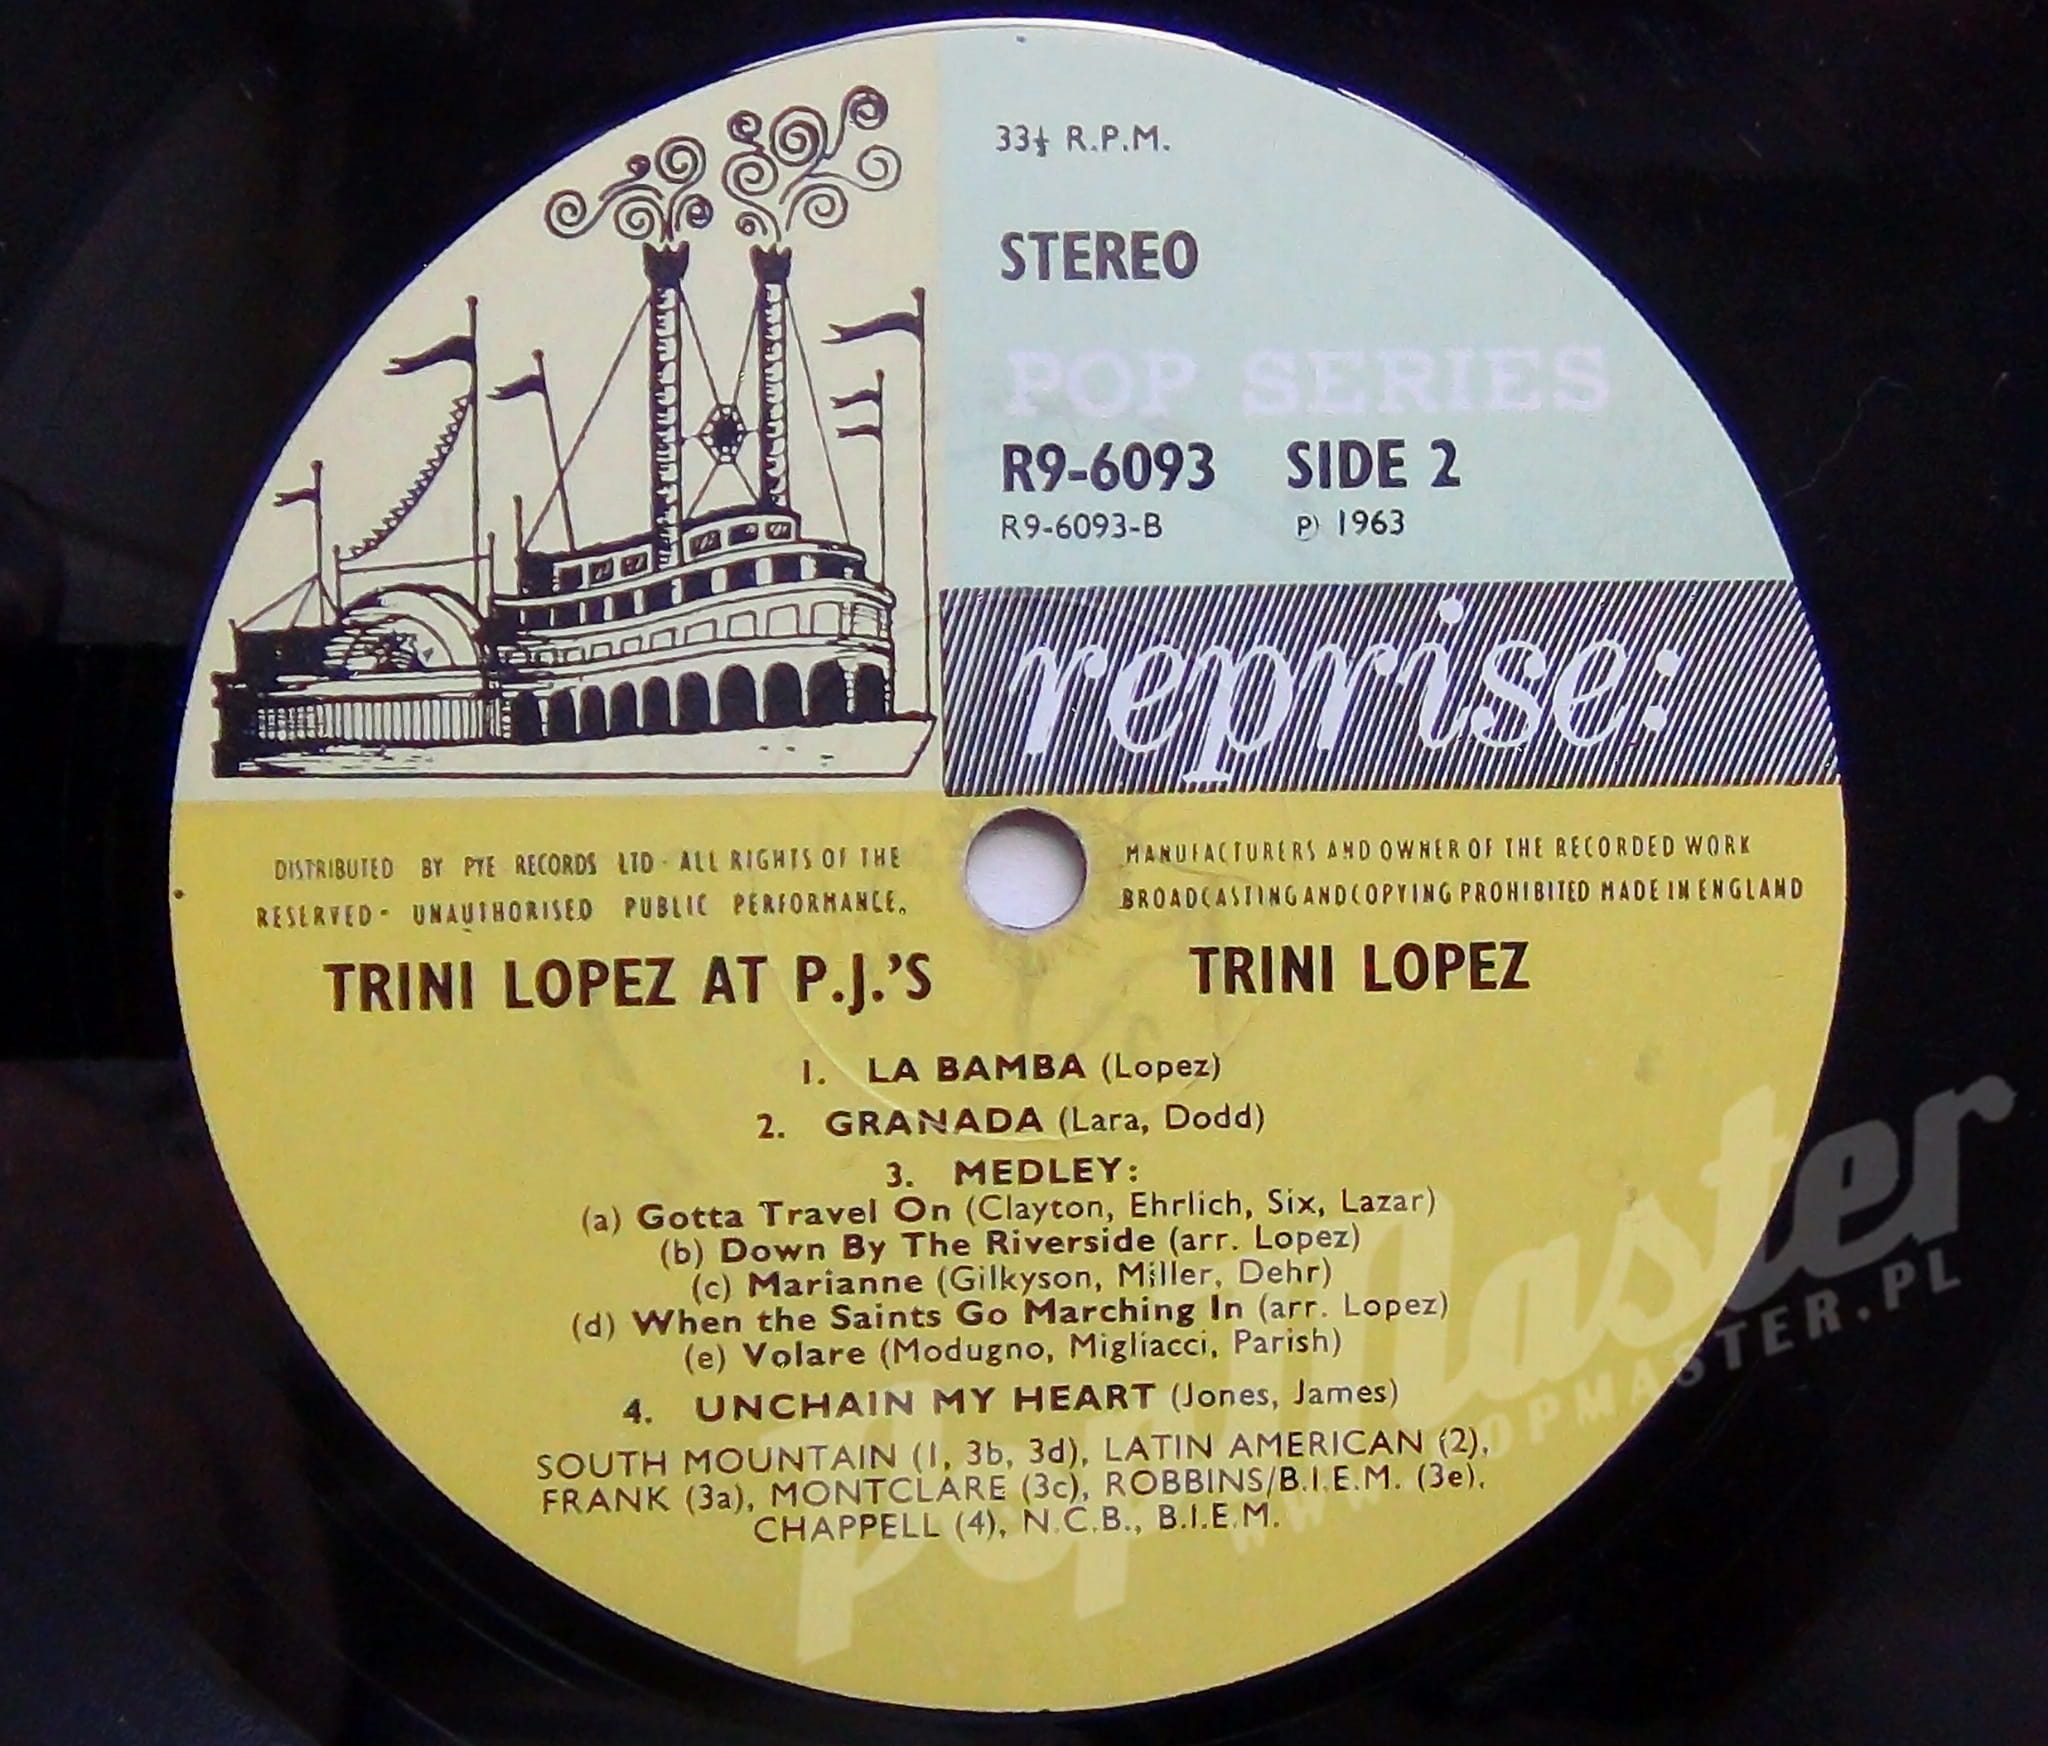 33⅓ R.P.M.
STEREO
POP SERIES
R9-6093 SIDE 2
R9-6093-B ℗ 1963
reprise:
DISTRIBUTED BY PYE RECORDS LTD · ALL RIGHTS OF THE MANUFACTURERS AND OWNER OF THE RECORDED WORK
RESERVED - UNAUTHORISED PUBLIC PERFORMANCE. BROADCASTING AND COPYING PROHIBITED MADE IN ENGLAND
TRINI LOPEZ AT P.J.'S TRINI LOPEZ
1. LA BAMBA (Lopez)
2. GRANADA (Lara, Dodd)
3. MEDLEY:
(a) Gotta Travel On (Clayton, Ehrlich, Six, Lazar)
(b) Down By The Riverside (arr. Lopez)
(c) Marianne (Gilkyson, Miller, Dehr)
(d) When the Saints Go Marching In (arr. Lopez)
(e) Volare (Modugno, Migliacci, Parish)
4. UNCHAIN MY HEART (Jones, James)
SOUTH MOUNTAIN (1, 3b, 3d), LATIN AMERICAN (2),
FRANK (3a), MONTCLARE (3c), ROBBINS/B.I.E.M. (3e),
CHAPPELL (4), N.C.B., B.I.E.M.
PopMaster
WWW.POPMASTER.PL